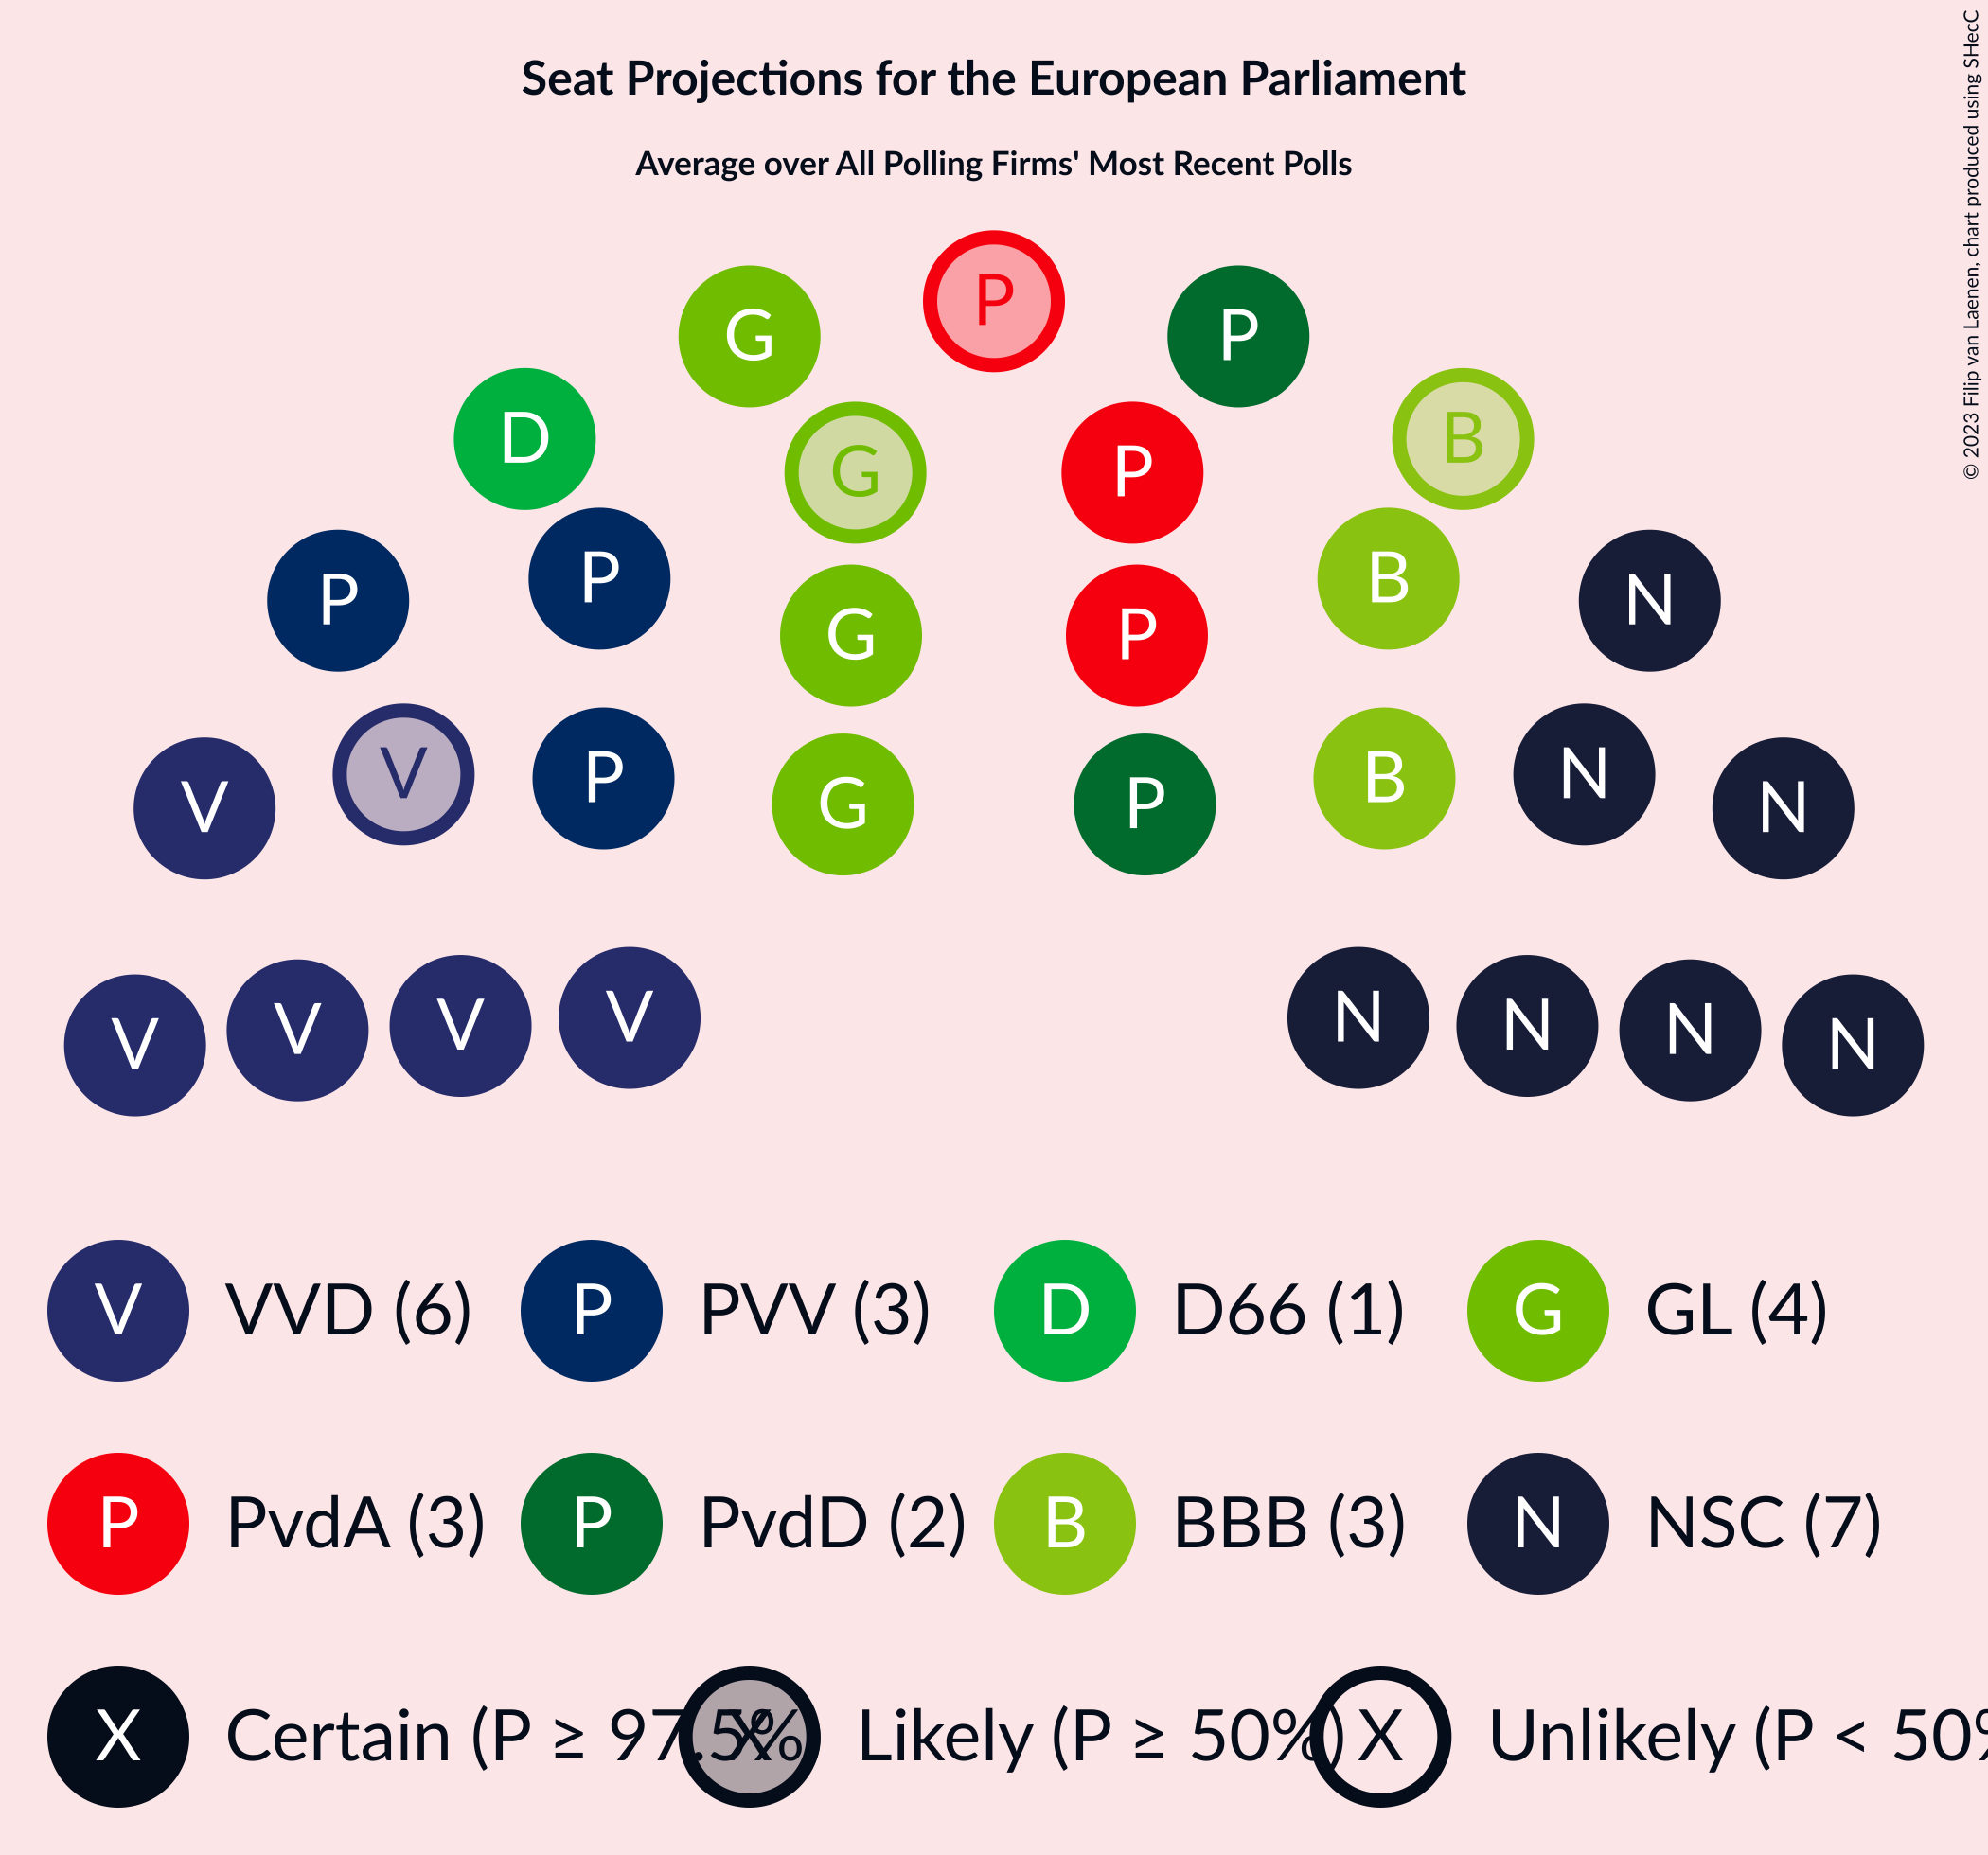 Seat Projections for the European Parliament
Average over All Polling Firms' Most Recent Polls
© 2023 Filip van Laenen, chart produced using SHecC
P
G P
D B
G P
P P B N
G P
V V P G P B N N
V V V V N N N N
V VVD (6) P PVV (3) D D66 (1) G GL (4)
P PvdA (3) P PvdD (2) B BBB (3) N NSC (7)
X Certain (P ≥ 97.5% X Likely (P ≥ 50%) X Unlikely (P < 50%